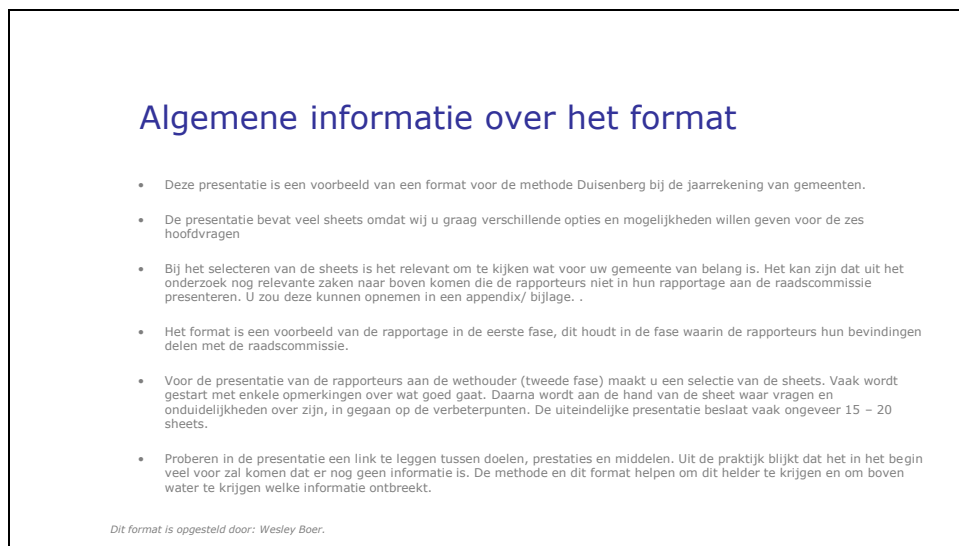 Algemene informatie over het format
• Deze presentatie is een voorbeeld van een format voor de methode Duisenberg bij de jaarrekening van gemeenten.
• De presentatie bevat veel sheets omdat wij u graag verschillende opties en mogelijkheden willen geven voor de zes
hoofdvragen
• Bij het selecteren van de sheets is het relevant om te kijken wat voor uw gemeente van belang is. Het kan zijn dat uit het
onderzoek nog relevante zaken naar boven komen die de rapporteurs niet in hun rapportage aan de raadscommissie
presenteren. U zou deze kunnen opnemen in een appendix/ bijlage. .
• Het format is een voorbeeld van de rapportage in de eerste fase, dit houdt in de fase waarin de rapporteurs hun bevindingen
delen met de raadscommissie.
• Voor de presentatie van de rapporteurs aan de wethouder (tweede fase) maakt u een selectie van de sheets. Vaak wordt
gestart met enkele opmerkingen over wat goed gaat. Daarna wordt aan de hand van de sheet waar vragen en
onduidelijkheden over zijn, in gegaan op de verbeterpunten. De uiteindelijke presentatie beslaat vaak ongeveer 15 – 20
sheets.
• Proberen in de presentatie een link te leggen tussen doelen, prestaties en middelen. Uit de praktijk blijkt dat het in het begin
veel voor zal komen dat er nog geen informatie is. De methode en dit format helpen om dit helder te krijgen en om boven
water te krijgen welke informatie ontbreekt.
Dit format is opgesteld door: Wesley Boer.